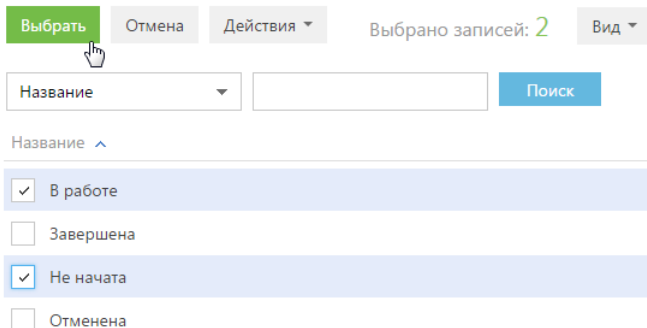 Выбрать Отмена Действия Выбрано записей: 2 Вид
Название Поиск
Название
В работе
Завершена
Не начата
Отменена